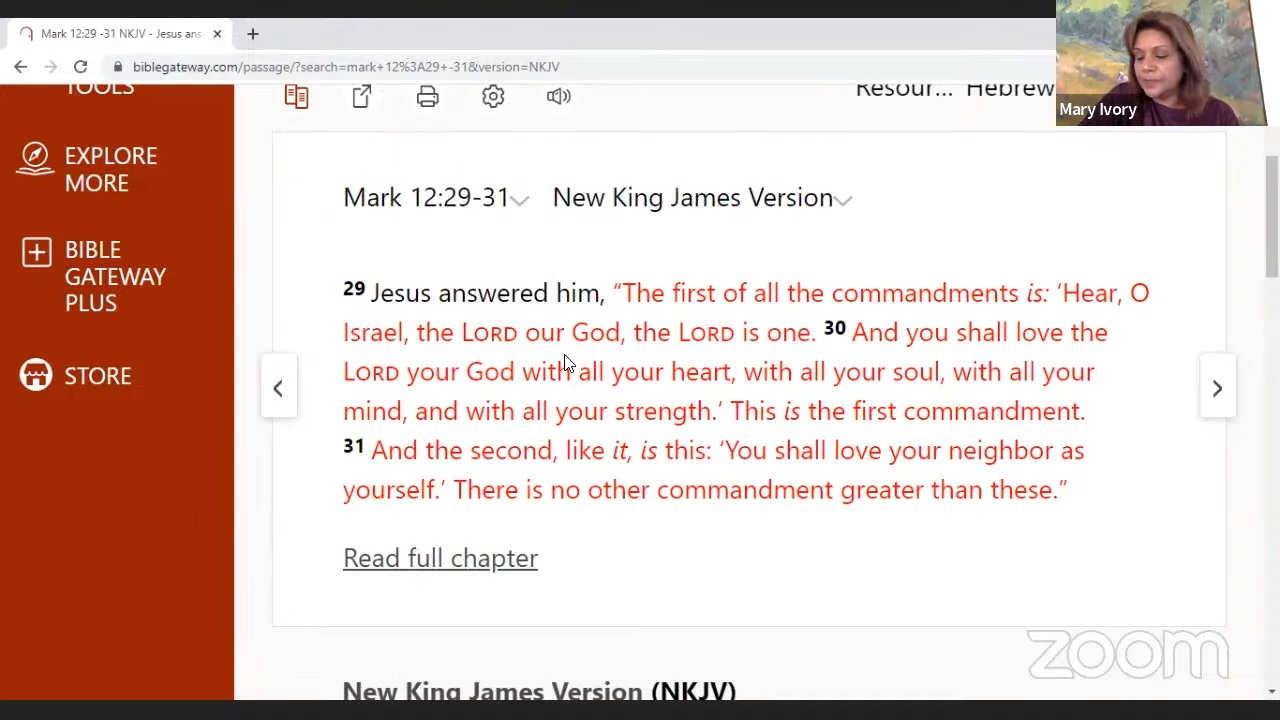 Mark 12:29 -31 NKJV - Jesus ans
biblegateway.com/passage/?search=mark+12%3A29+-31&version=NKJV
Mary Ivory
TOOLS
EXPLORE
MORE
BIBLE
GATEWAY
PLUS
STORE
Resour... Hebrew
Mark 12:29-31 New King James Version
29 Jesus answered him, “The first of all the commandments is: ‘Hear, O
Israel, the LORD our God, the LORD is one. 30 And you shall love the
LORD your God with all your heart, with all your soul, with all your
mind, and with all your strength.’ This is the first commandment.
31 And the second, like it, is this: ‘You shall love your neighbor as
yourself.’ There is no other commandment greater than these.”
Read full chapter
zoom
New King James Version (NKJV)